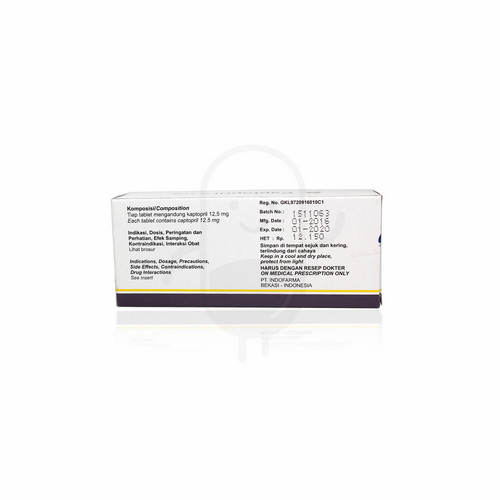 Komposisi/Composition
Tiap tablet mengandung kaptopril 12,5 mg
Each tablet contains captopril 12.5 mg
Indikasi, Dosis, Peringatan dan
Perhatian, Efek Samping,
Kontraindikasi, Interaksi Obat
Lihat brosur
Indications, Dosage, Precautions,
Side Effects, Contraindications,
Drug Interactions
See insert
Reg. No. GKL9720916010C1
Batch No.: 1511063
Mfg. Date : 01-2016
Exp. Date : 01-2020
HET : Rp. 12.150
Simpan di tempat sejuk dan kering,
terlindung dari cahaya
Keep in a cool and dry place,
protect from light
HARUS DENGAN RESEP DOKTER
ON MEDICAL PRESCRIPTION ONLY
PT. INDOFARMA
BEKASI - INDONESIA